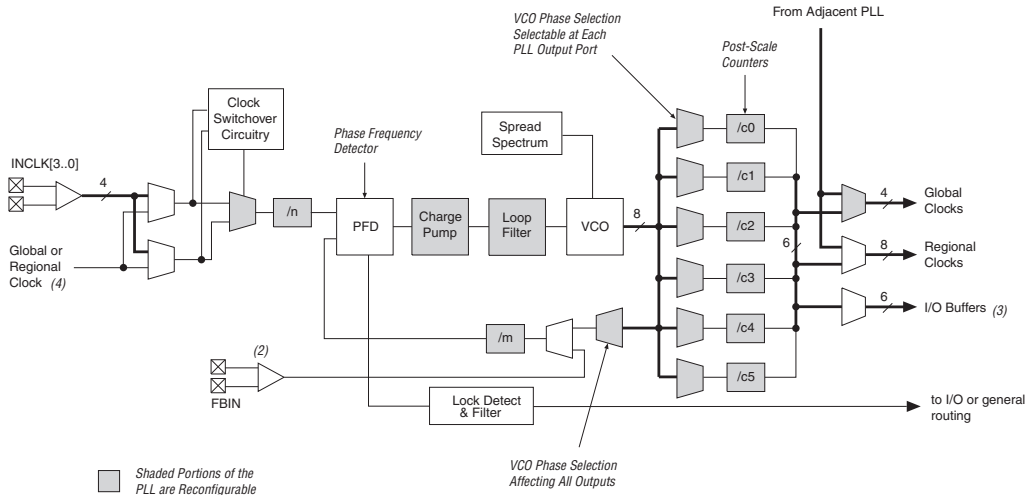 From Adjacent PLL
VCO Phase Selection
Selectable at Each
PLL Output Port
Post-Scale
Counters
Clock
Switchover
Circuitry
Phase Frequency
Detector
Spread
Spectrum
/c0
INCLK[3..0]
4
/c1
4
Global
Clocks
/n
PFD
Charge
Pump
Loop
Filter
VCO
8
/c2
6
8
Regional
Clocks
Global or
Regional
Clock (4)
/c3
6
I/O Buffers (3)
/m
/c4
(2)
FBIN
/c5
Lock Detect
& Filter
to I/O or general
routing
VCO Phase Selection
Affecting All Outputs
Shaded Portions of the
PLL are Reconfigurable